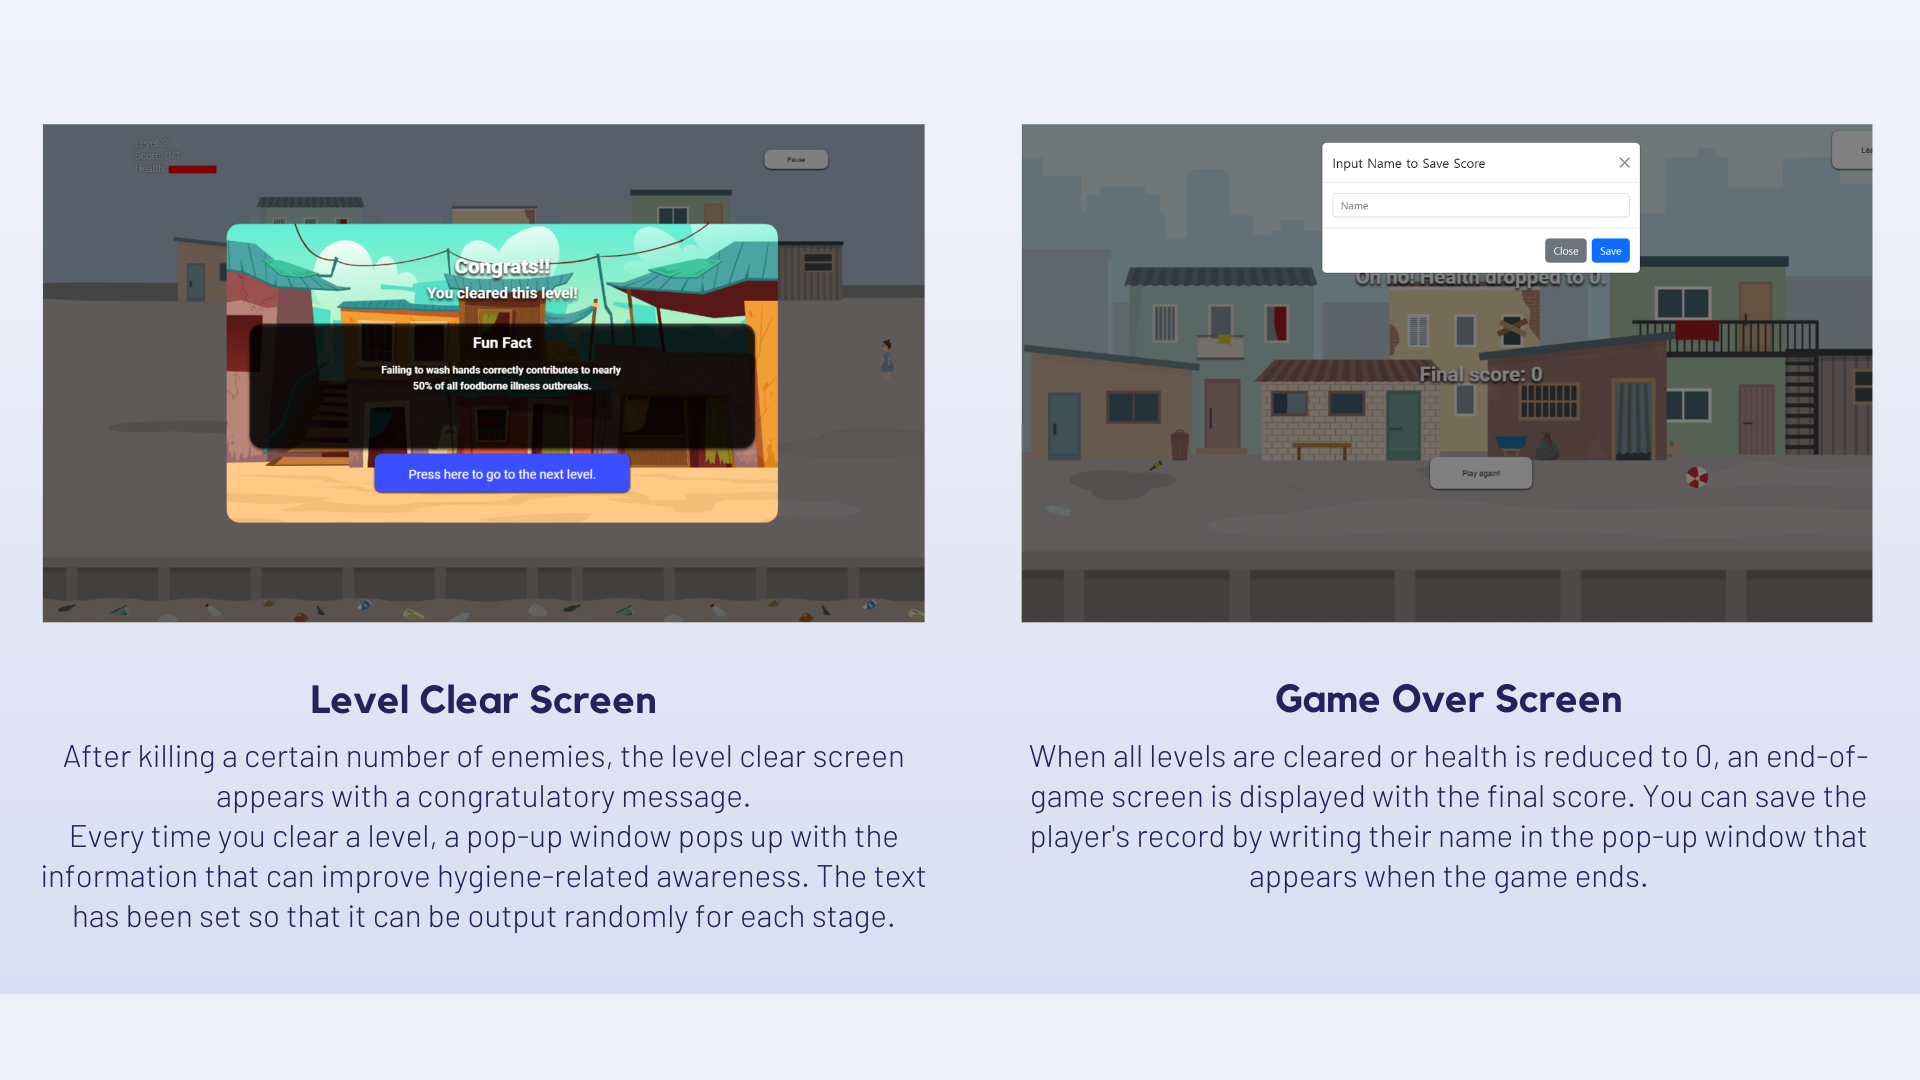 Level: 2
Score: 0/1
Health:
Pause
Congrats!!
You cleared this level!
Fun Fact
Failing to wash hands correctly contributes to nearly
50% of all foodborne illness outbreaks.
Press here to go to the next level.
Input Name to Save Score
Name
Close Save
Oh no! Health dropped to 0.
Final score: 0
Play again!
Level Clear Screen
After killing a certain number of enemies, the level clear screen
appears with a congratulatory message.
Every time you clear a level, a pop-up window pops up with the
information that can improve hygiene-related awareness. The text
has been set so that it can be output randomly for each stage.
Game Over Screen
When all levels are cleared or health is reduced to 0, an end-of-
game screen is displayed with the final score. You can save the
player's record by writing their name in the pop-up window that
appears when the game ends.